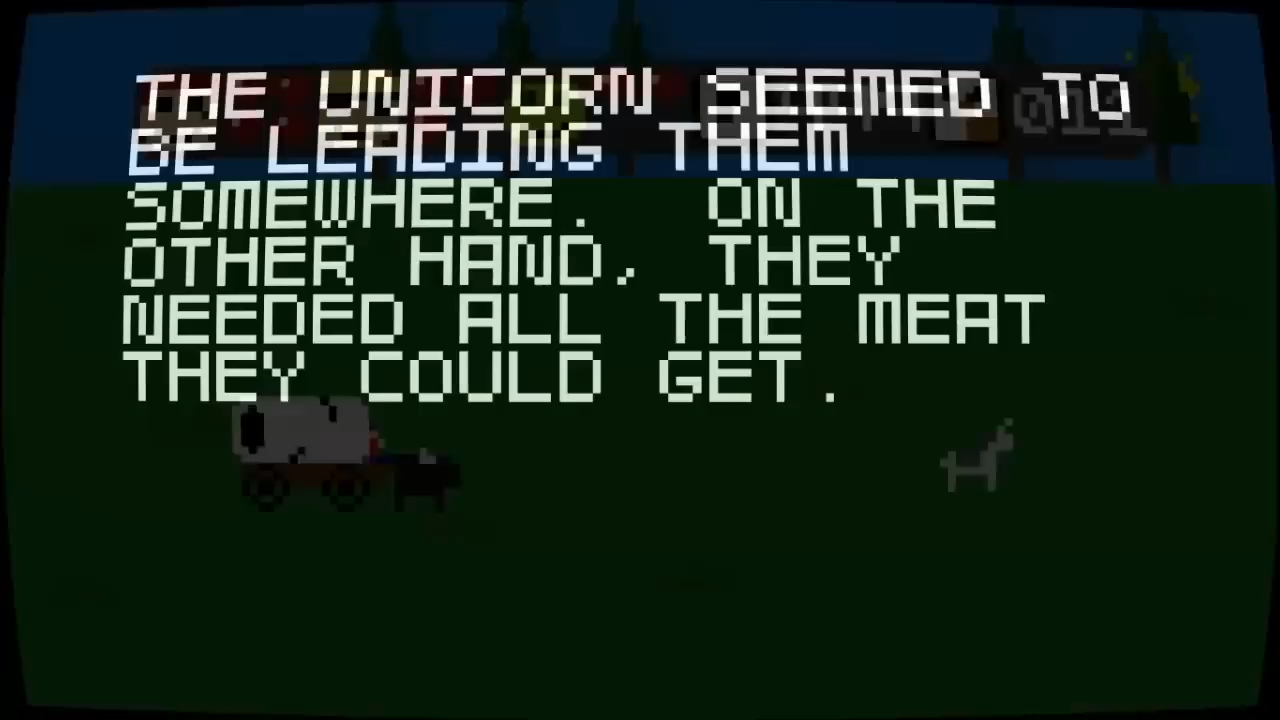 THE UNICORN SEEMED TO
BE LEADING THEM
SOMEWHERE. ON THE
OTHER HAND, THEY
NEEDED ALL THE MEAT
THEY COULD GET.